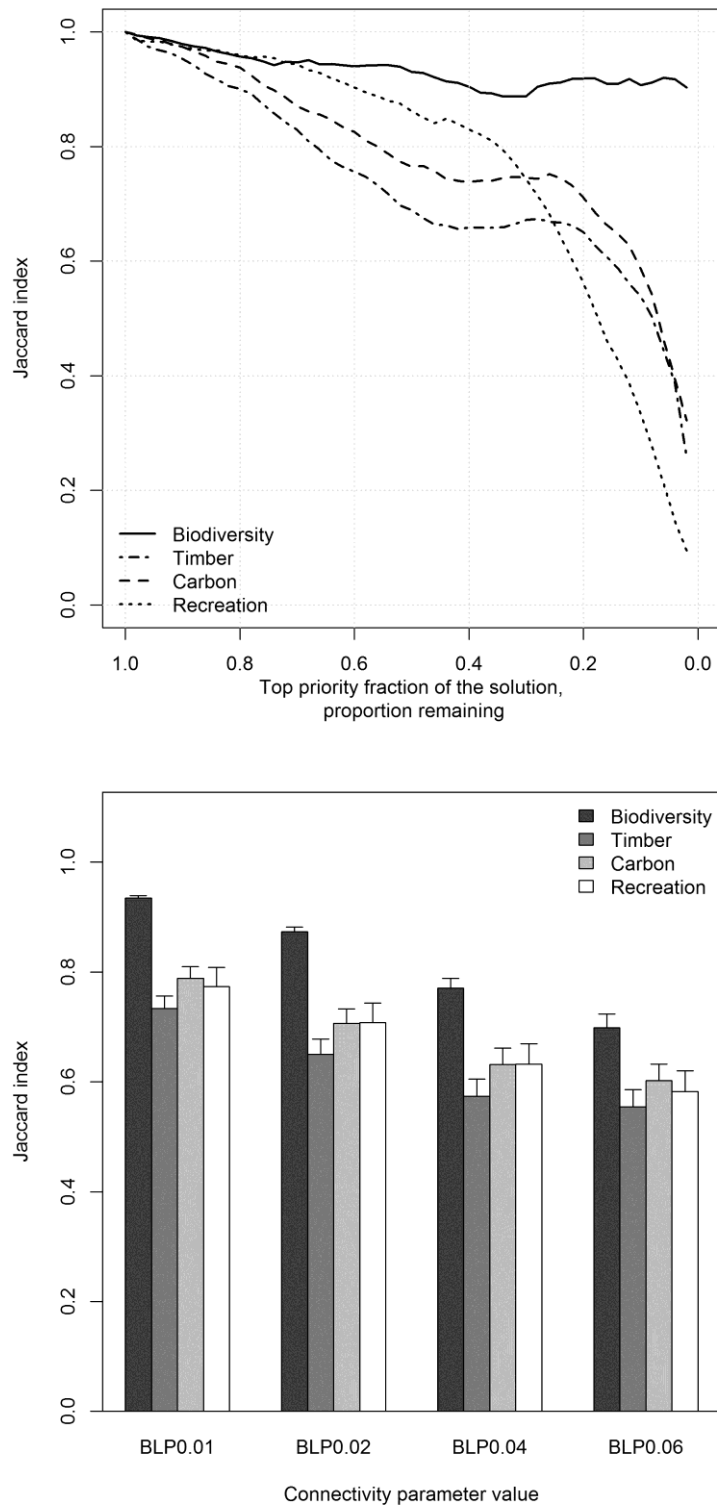 1.0
0.8
0.6
0.4
0.2
0.0
Jaccard index
Biodiversity
Timber
Carbon
Recreation
1.0 0.8 0.6 0.4 0.2 0.0
Top priority fraction of the solution,
proportion remaining
Biodiversity
Timber
Carbon
Recreation
1.0
0.8
0.6
0.4
0.2
0.0
Jaccard index
BLP0.01 BLP0.02 BLP0.04 BLP0.06
Connectivity parameter value